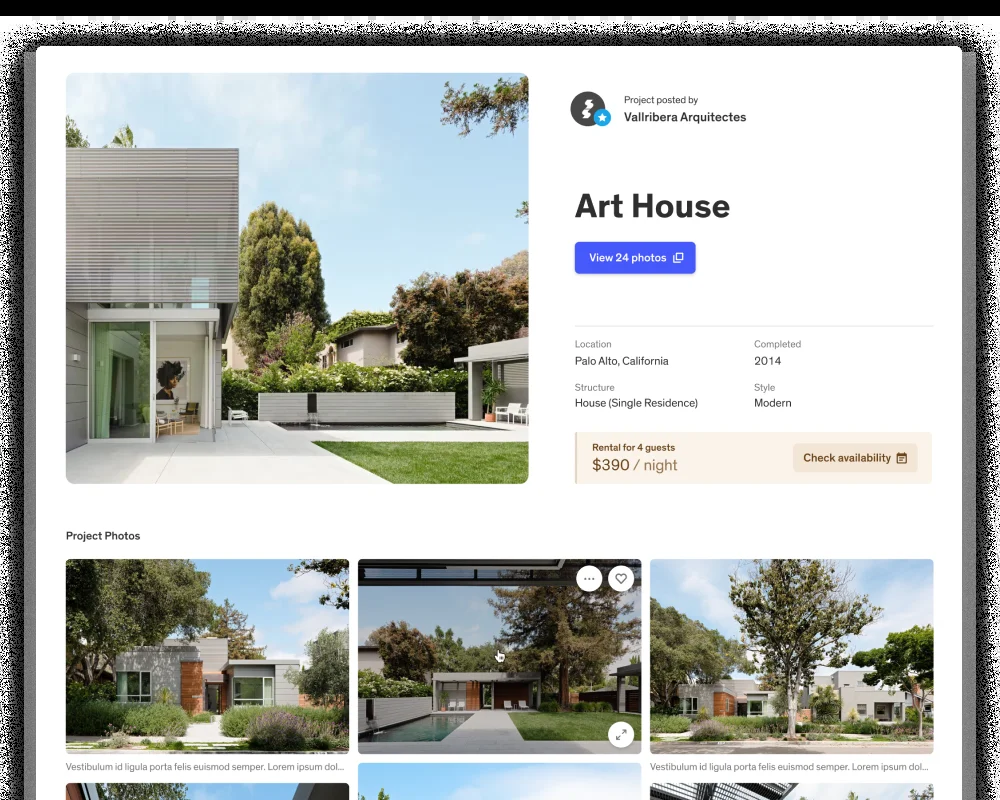 Project posted by
Vallribera Arquitectes
Art House
View 24 photos
Location
Palo Alto, California
Completed
2014
Structure
House (Single Residence)
Style
Modern
Rental for 4 guests
$390 / night
Check availability
Project Photos
Vestibulum id ligula porta felis euismod semper. Lorem ipsum dol...
Vestibulum id ligula porta felis euismod semper. Lorem ipsum dol...